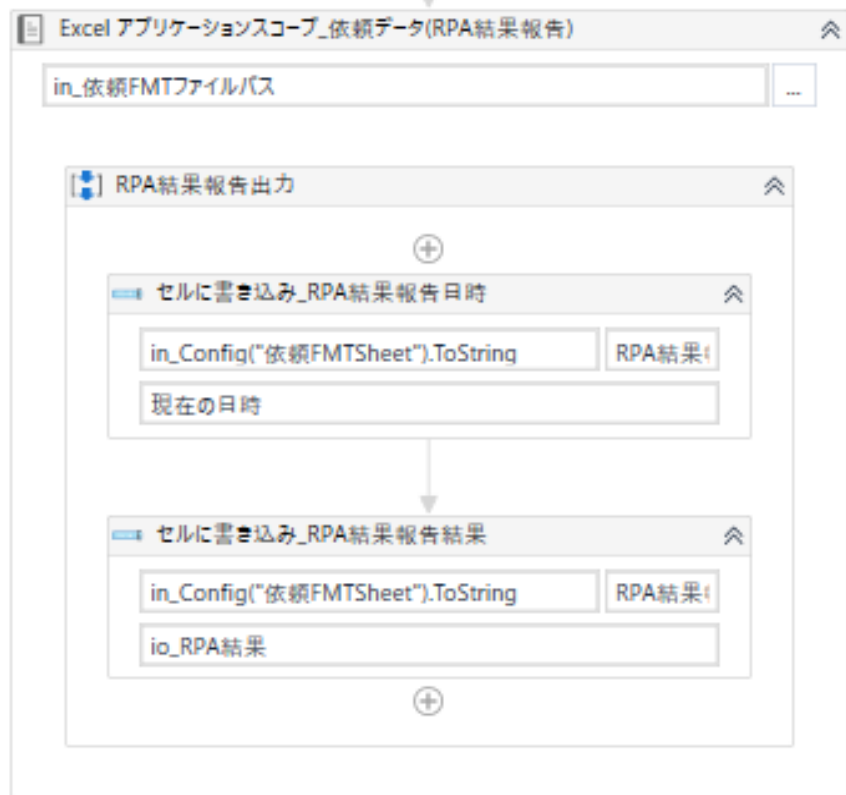 Excel アプリケーションスコープ_依頼データ(RPA結果報告)
in_依頼FMTファイルパス
...
RPA結果報告出力
セルに書き込み_RPA結果報告日時
in_Config("依頼FMTSheet").ToString RPA結果
現在の日時
セルに書き込み_RPA結果報告結果
in_Config("依頼FMTSheet").ToString RPA結果
io_RPA結果